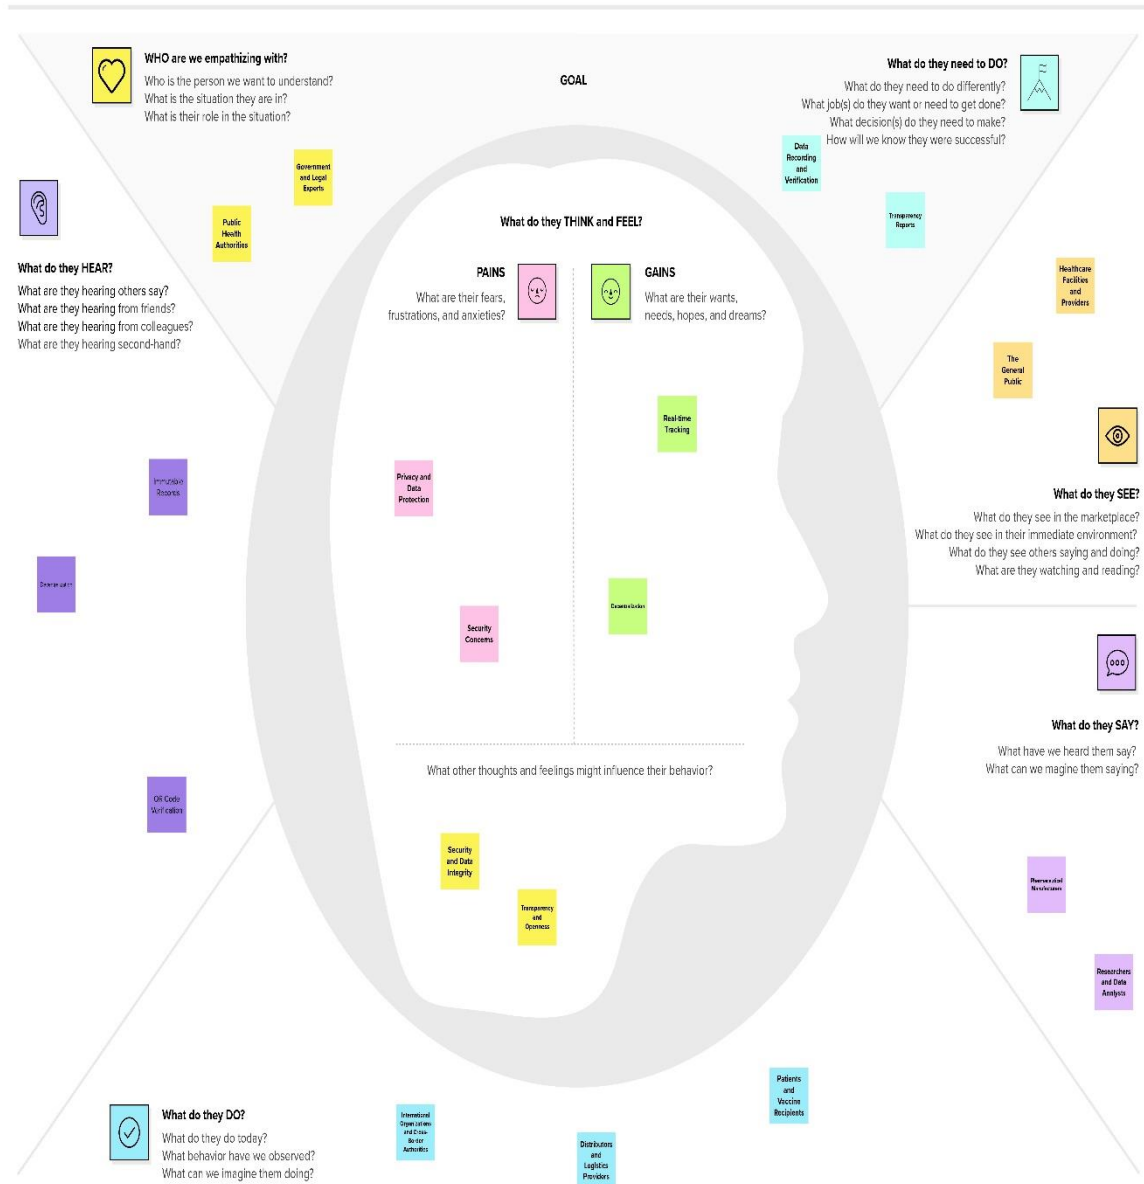 WHO are we empathizing with?
Who is the person we want to understand?
What is the situation they are in?
What is their role in the situation?
Government
and Legal
Experts
Public
Health
Authorities
GOAL
What do they need to DO?
What do they need to do differently?
What job(s) do they want or need to get done?
What decision(s) do they need to make?
How will we know they were successful?
Data
Recording
and
Verification
Transparency
Reports
What do they HEAR?
What are they hearing others say?
What are they hearing from friends?
What are they hearing from colleagues?
What are they hearing second-hand?
Immutable
Records
QR Code
Verification
What do they THINK and FEEL?
PAINS
What are their fears,
frustrations, and anxieties?
Privacy and
Data
Protection
Security
Concerns
GAINS
What are their wants,
needs, hopes, and dreams?
Real-time
Tracking
Decentralization
What other thoughts and feelings might influence their behavior?
Security
and Data
Integrity
Transparency
and
Openness
Healthcare
Facilities
and
Providers
The
General
Public
What do they SEE?
What do they see in the marketplace?
What do they see in their immediate environment?
What do they see others saying and doing?
What are they watching and reading?
What do they SAY?
What have we heard them say?
What can we magine them saying?
Pharmaceutical
Manufacturers
Researchers
and Data
Analysts
What do they DO?
What do they do today?
What behavior have we observed?
What can we imagine them doing?
International
Organizations
and Cross-
Border
Authorities
Distributors
and
Logistics
Providers
Patients
and
Vaccine
Recipients